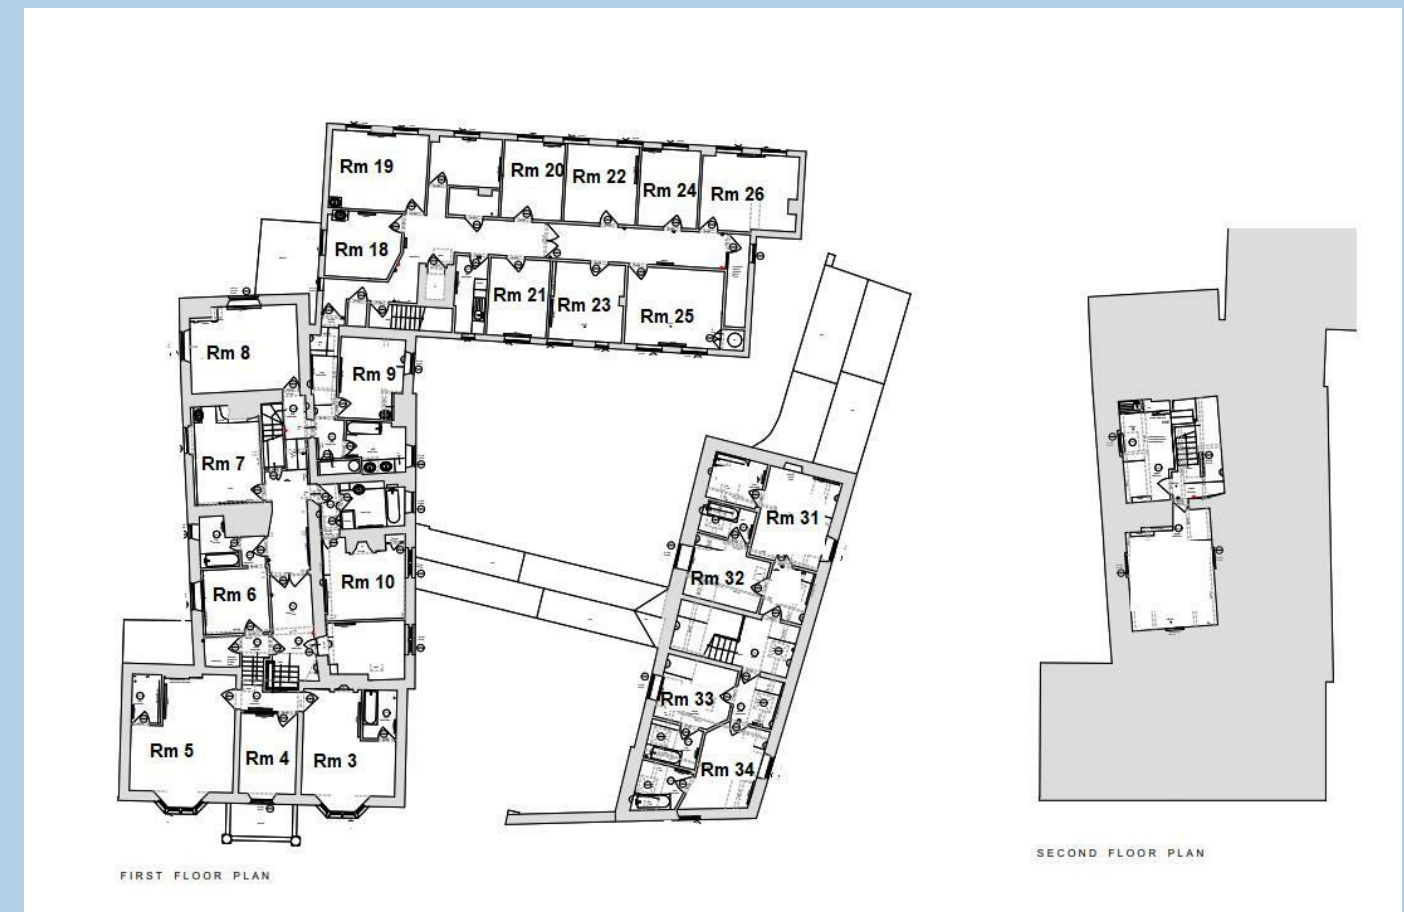 Rm 19
Rm 20
Rm 22
Rm 24
Rm 26
Rm 18
Rm 21
Rm 23
Rm 25
Rm 8
Rm 9
Rm 7
Rm 31
Rm 32
Rm 6
Rm 10
Rm 33
Rm 5
Rm 4
Rm 3
Rm 34
SECOND FLOOR PLAN
FIRST FLOOR PLAN